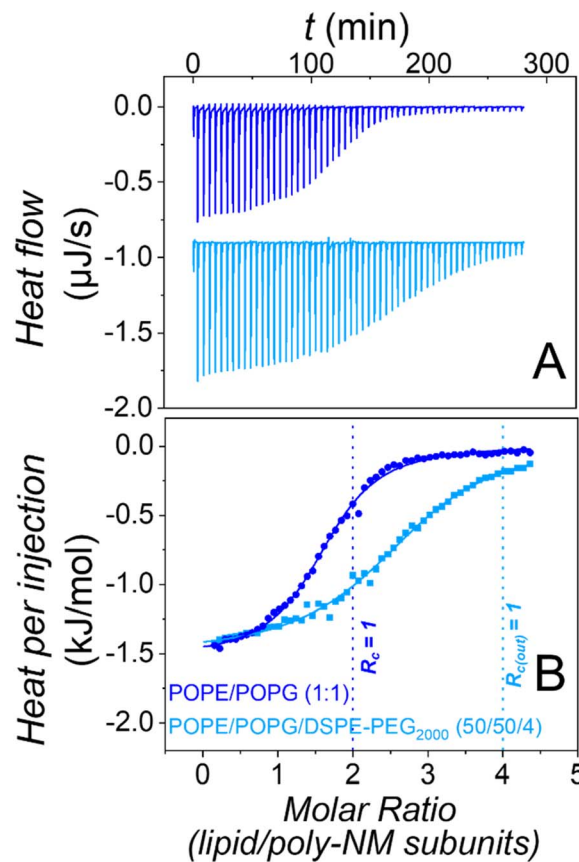 t (min)
0 100 200 300
0.0
-0.5
-1.0
-1.5
-2.0
Heat flow
(µJ/s)
A
0.0
-0.5
-1.0
-1.5
-2.0
Heat per injection
(kJ/mol)
R_c = 1
R_c(out) = 1
B
POPE/POPG (1:1)
POPE/POPG/DSPE-PEG₂₀₀₀ (50/50/4)
0 1 2 3 4 5
Molar Ratio
(lipid/poly-NM subunits)